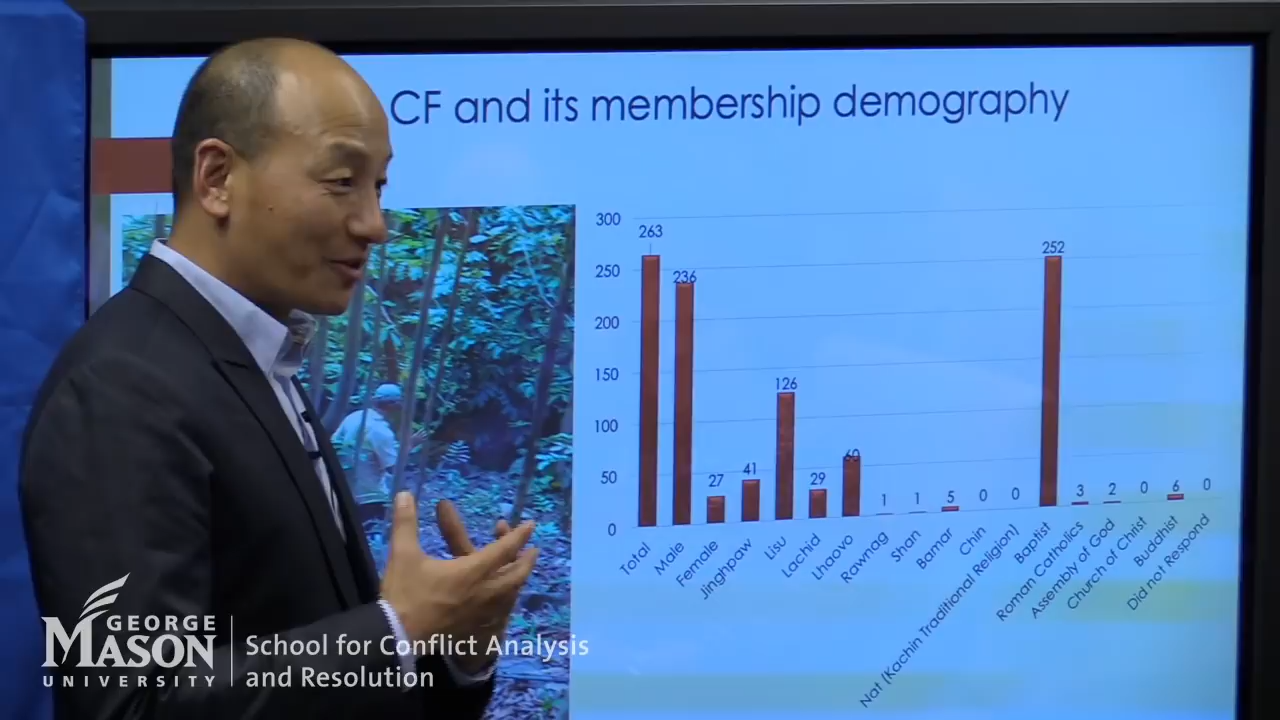 CF and its membership demography
300
250
200
150
100
50
0
263
236
27
41
126
29
60
1
1
5
0
0
252
3
2
0
6
0
Total
Male
Female
Jinghpaw
Lisu
Lachid
Lhaovo
Rawnag
Shan
Bamar
Chin
Nat (Kachin Traditional Religion)
Baptist
Roman Catholics
Assembly of God
Church of Christ
Buddhist
Did not Respond
GEORGE
MASON
UNIVERSITY
School for Conflict Analysis
and Resolution